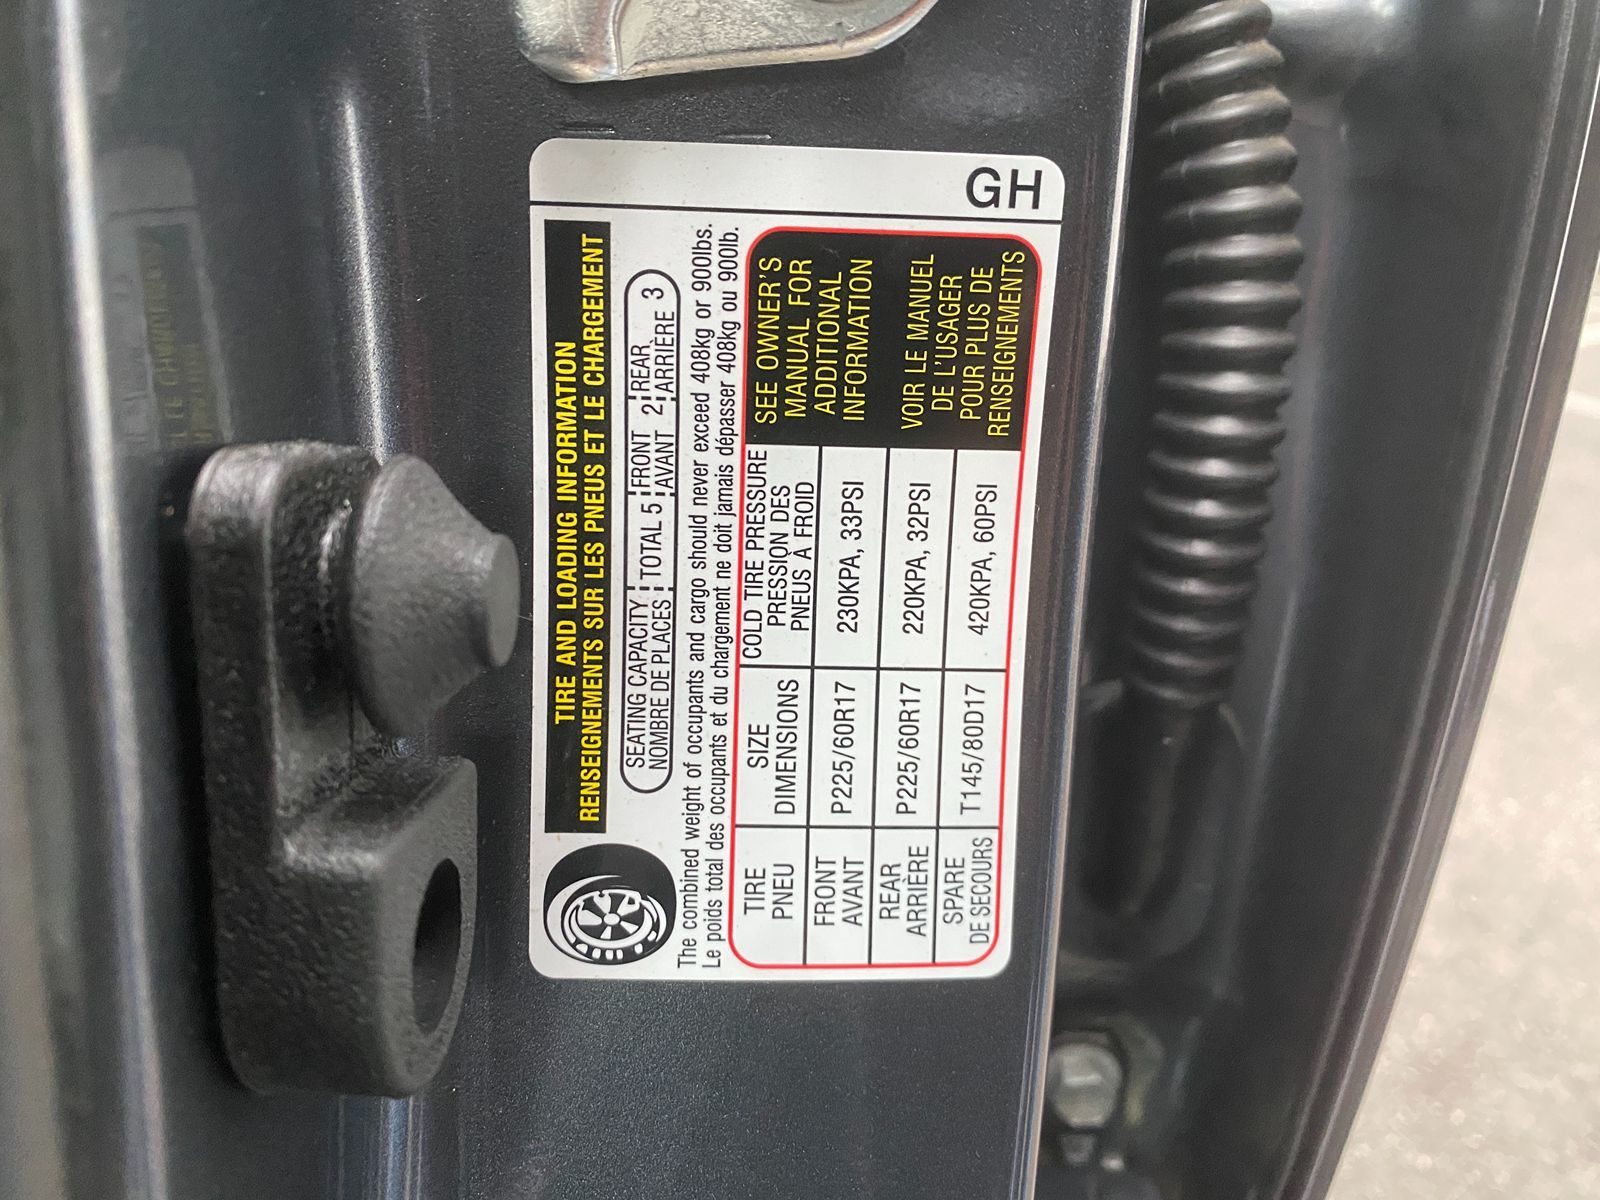 TIRE AND LOADING INFORMATION
RENSEIGNEMENTS SUR LES PNEUS ET LE CHARGEMENT
SEATING CAPACITY TOTAL 5 FRONT 2 REAR 3
NOMBRE DE PLACES AVANT ARRIÈRE
The combined weight of occupants and cargo should never exceed 408kg or 900lbs.
Le poids total des occupants et du chargement ne doit jamais dépasser 408kg ou 900lb.
TIRE
PNEU
SIZE
DIMENSIONS
COLD TIRE PRESSURE
PRESSION DES
PNEUS À FROID
FRONT
AVANT
P225/60R17
230KPA, 33PSI
REAR
ARRIÈRE
P225/60R17
220KPA, 32PSI
SPARE
DE SECOURS
T145/80D17
420KPA, 60PSI
SEE OWNER'S
MANUAL FOR
ADDITIONAL
INFORMATION
VOIR LE MANUEL
DE L'USAGER
POUR PLUS DE
RENSEIGNEMENTS
GH